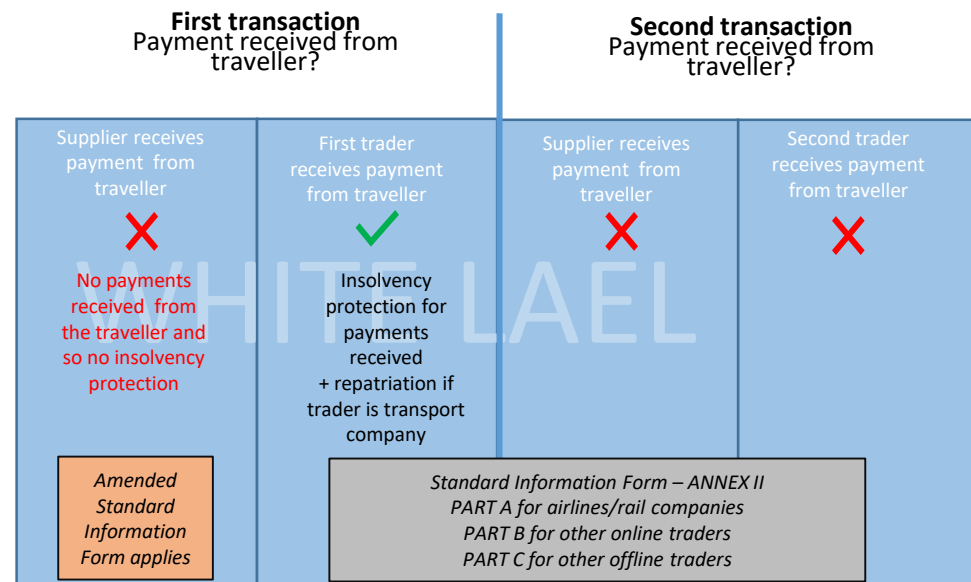 First transaction
Payment received from
traveller?
Second transaction
Payment received from
traveller?
Supplier receives
payment from
traveller
First trader
receives payment
from traveller
Supplier receives
payment from
traveller
Second trader
receives payment
from traveller
WHITE LAEL
No payments
received from
the traveller and
so no insolvency
protection
Insolvency
protection for
payments
received
+ repatriation if
trader is transport
company
Amended
Standard
Information
Form applies
Standard Information Form – ANNEX II
PART A for airlines/rail companies
PART B for other online traders
PART C for other offline traders